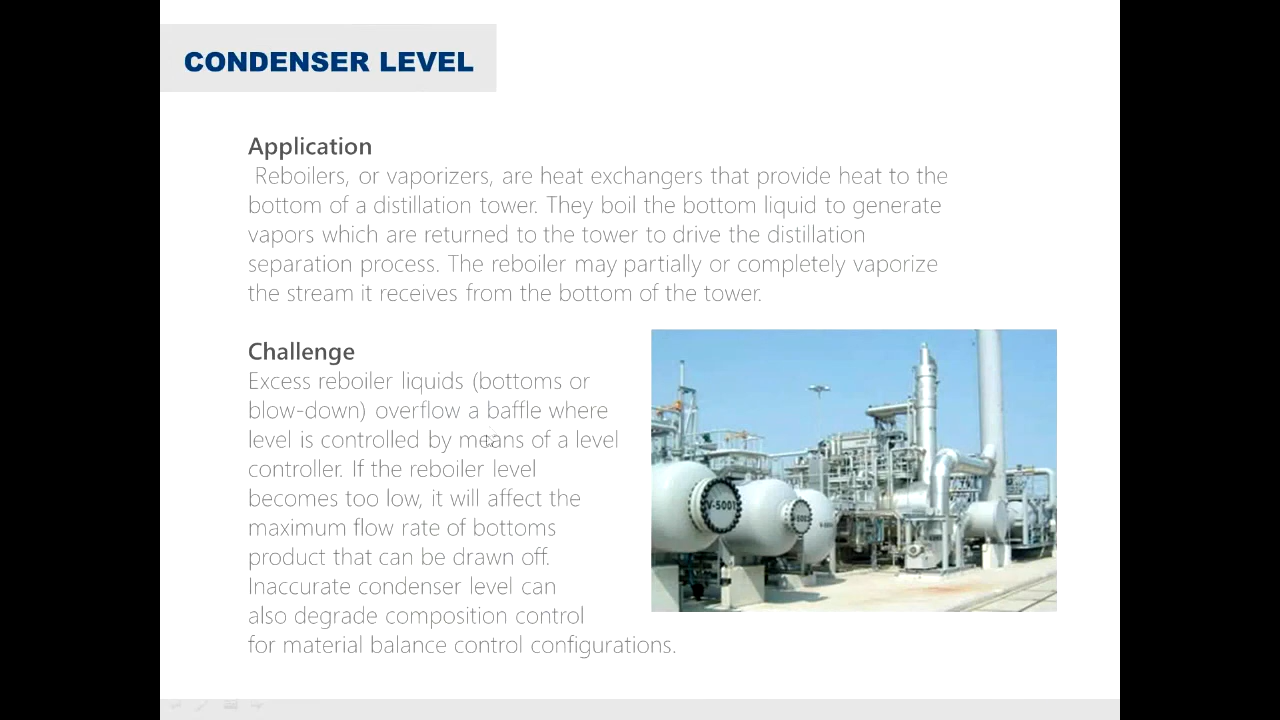 CONDENSER LEVEL
Application
Reboilers, or vaporizers, are heat exchangers that provide heat to the
bottom of a distillation tower. They boil the bottom liquid to generate
vapors which are returned to the tower to drive the distillation
separation process. The reboiler may partially or completely vaporize
the stream it receives from the bottom of the tower.
Challenge
Excess reboiler liquids (bottoms or
blow-down) overflow a baffle where
level is controlled by means of a level
controller. If the reboiler level
becomes too low, it will affect the
maximum flow rate of bottoms
product that can be drawn off.
Inaccurate condenser level can
also degrade composition control
for material balance control configurations.
V-5001